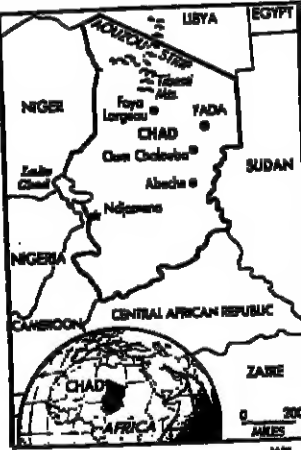 LIBYA
EGYPT
AOUZOU STRIP
Tibesti
Mts.
NIGER
Faya
Largeau
FADA
CHAD
Oum Chalouba
SUDAN
Lake
Chad
Abeche
Ndjamena
NIGERIA
CAMEROON
CENTRAL AFRICAN REPUBLIC
ZAIRE
CHAD
AFRICA
0 200
MILES